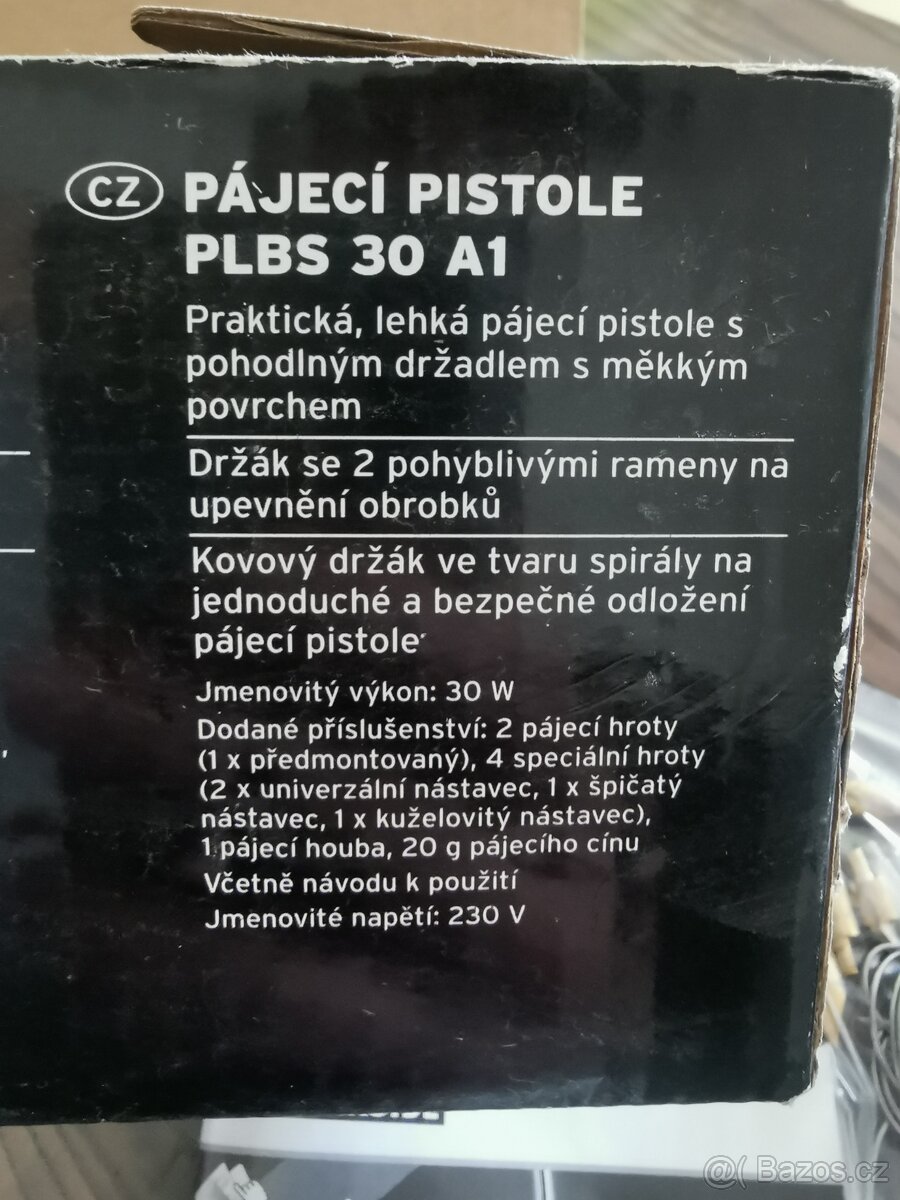 CZ PÁJECÍ PISTOLE
PLBS 30 A1
Praktická, lehká pájecí pistole s
pohodlným držadlem s měkkým
povrchem
Držák se 2 pohyblivými rameny na
upevnění obrobků
Kovový držák ve tvaru spirály na
jednoduché a bezpečné odložení
pájecí pistole
Jmenovitý výkon: 30 W
Dodané příslušenství: 2 pájecí hroty
(1 x předmontovaný), 4 speciální hroty
(2 x univerzální nástavec, 1 x špičatý
nástavec, 1 x kuželovitý nástavec),
1 pájecí houba, 20 g pájecího cínu
Včetně návodu k použití
Jmenovité napětí: 230 V
@( Bazos.cz